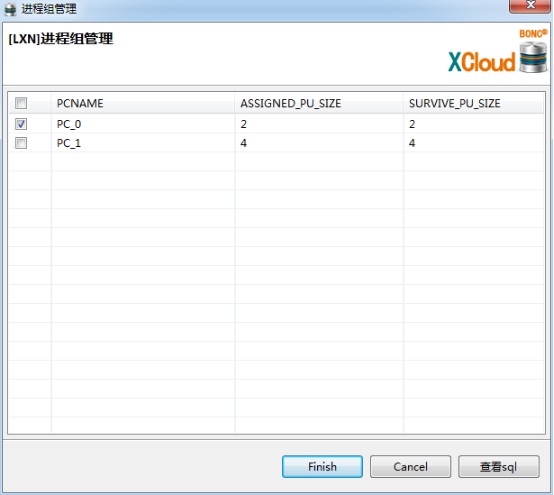 进程组管理
[LXN]进程组管理
BONC®
XCloud
PCNAME ASSIGNED_PU_SIZE SURVIVE_PU_SIZE
PC_0 2 2
PC_1 4 4
Finish Cancel 查看sql